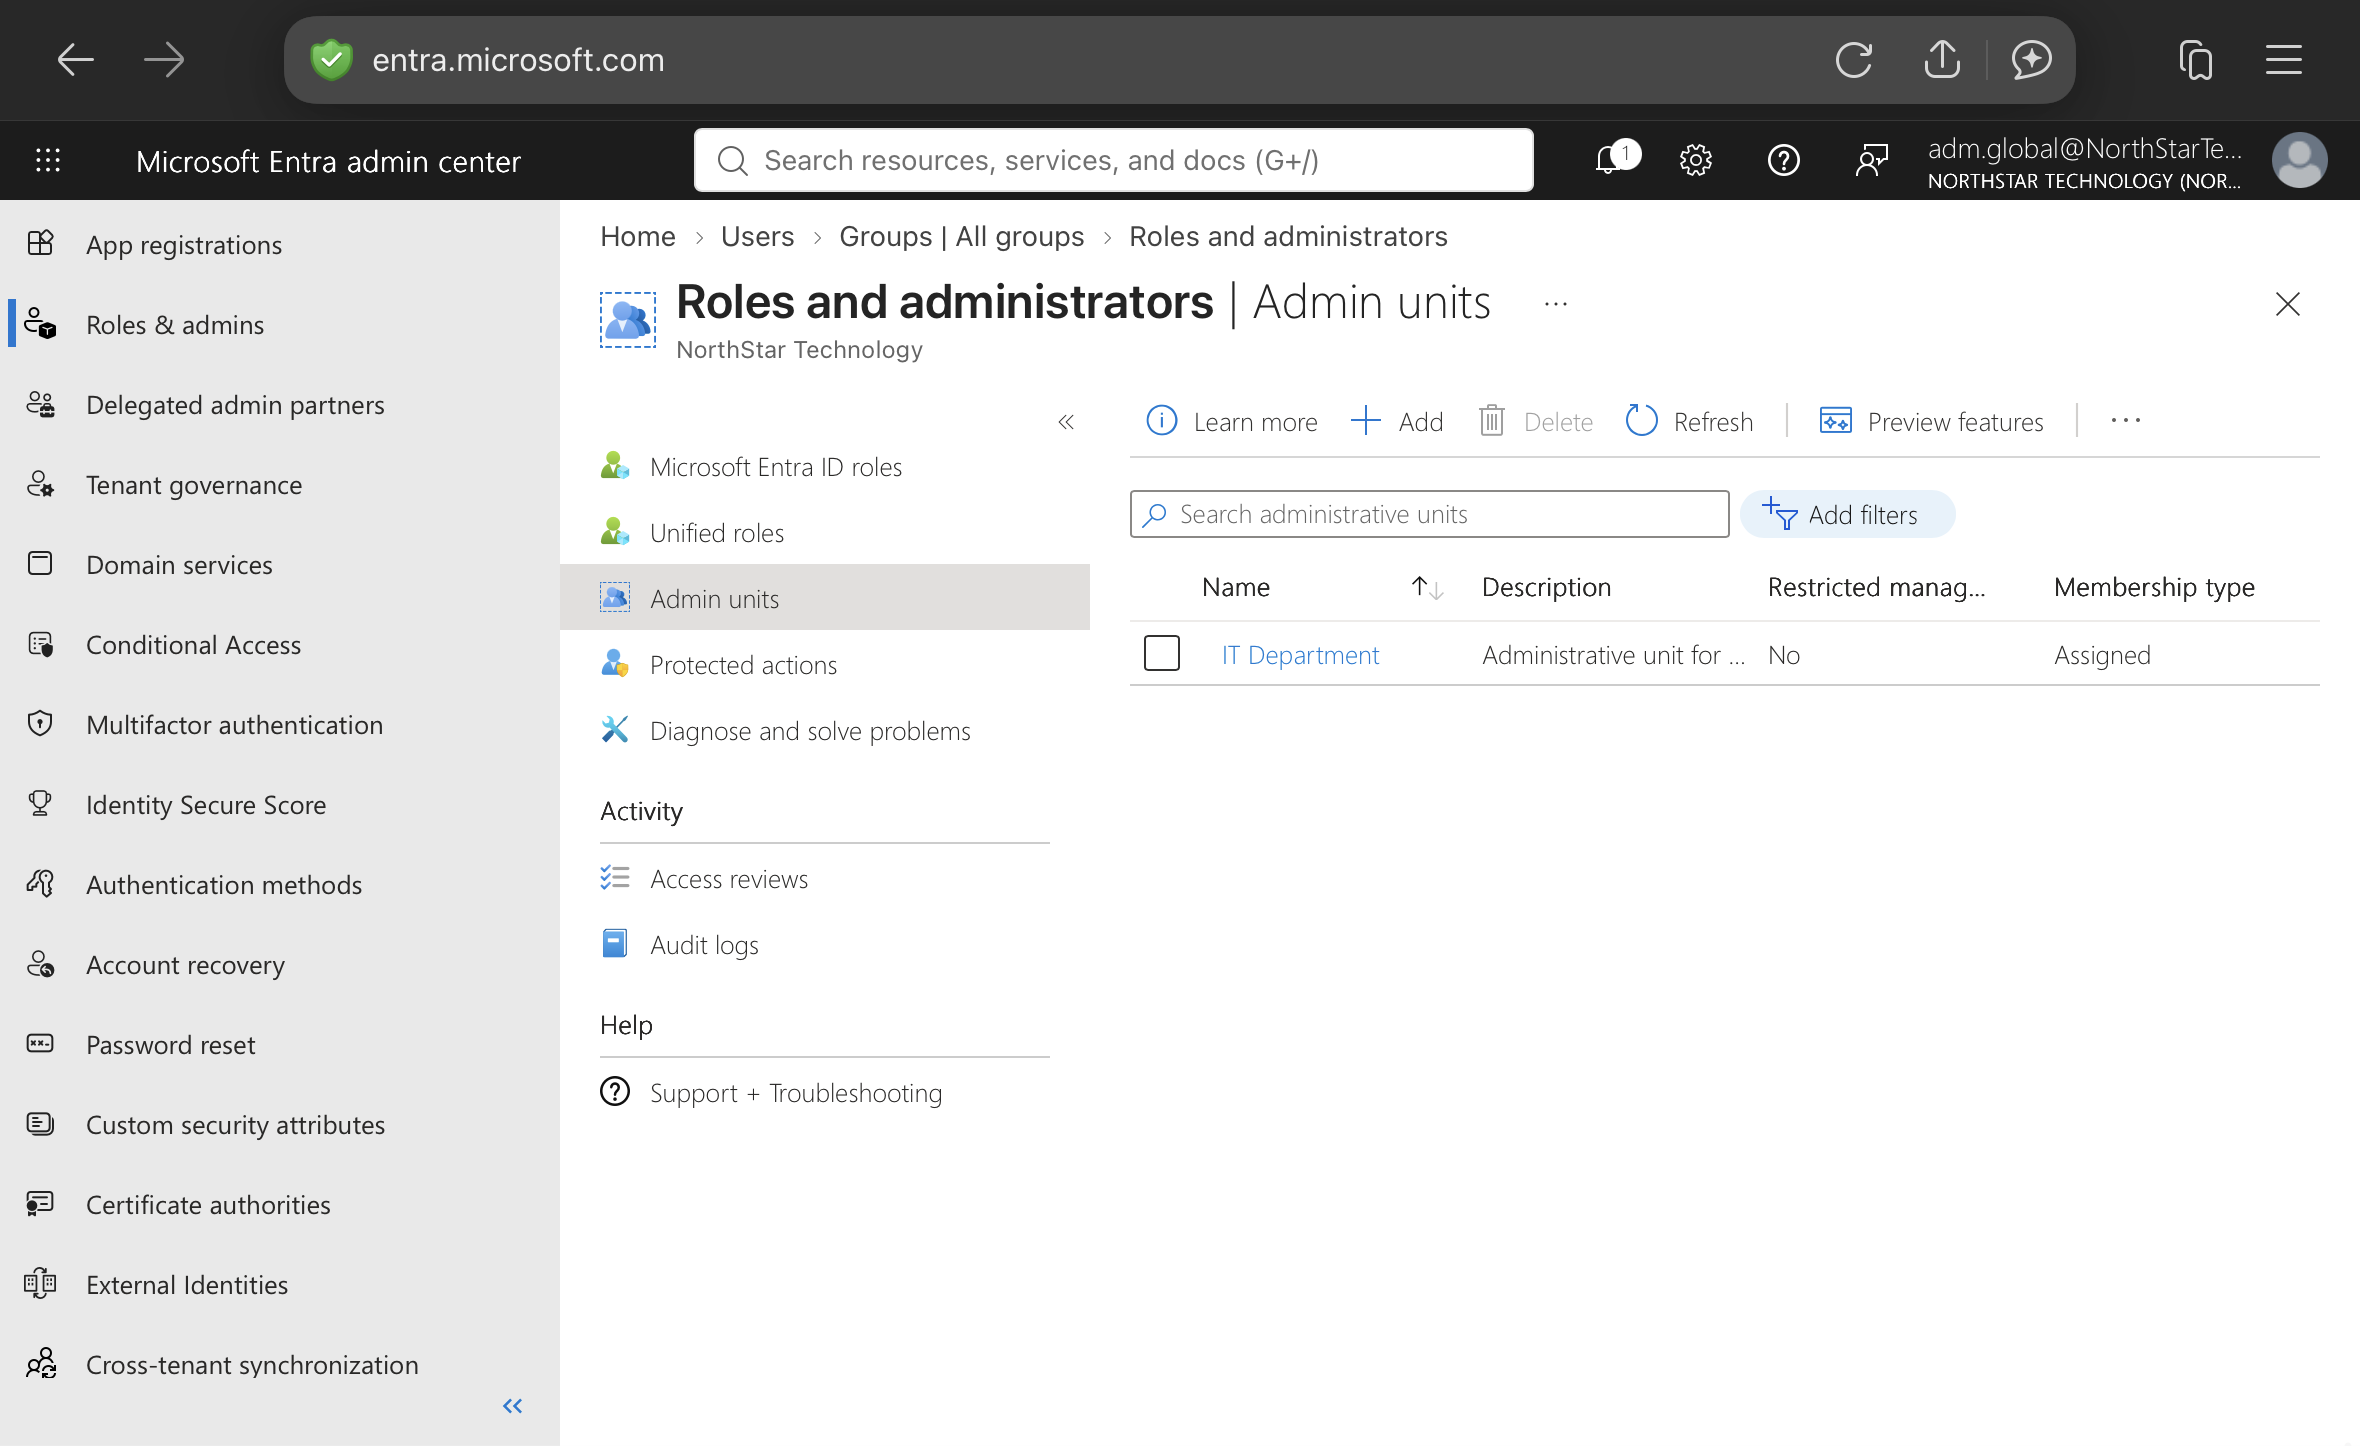 entra.microsoft.com
Microsoft Entra admin center
Search resources, services, and docs (G+/)
1
adm.global@NorthStarTe...
NORTHSTAR TECHNOLOGY (NOR...
App registrations
Roles & admins
Delegated admin partners
Tenant governance
Domain services
Conditional Access
Multifactor authentication
Identity Secure Score
Authentication methods
Account recovery
Password reset
Custom security attributes
Certificate authorities
External Identities
Cross-tenant synchronization
Home > Users > Groups | All groups > Roles and administrators
Roles and administrators | Admin units ...
NorthStar Technology
Microsoft Entra ID roles
Unified roles
Admin units
Protected actions
Diagnose and solve problems
Activity
Access reviews
Audit logs
Help
Support + Troubleshooting
Learn more Add Delete Refresh Preview features ...
Search administrative units
Add filters
Name Description Restricted manag... Membership type
IT Department Administrative unit for ... No Assigned